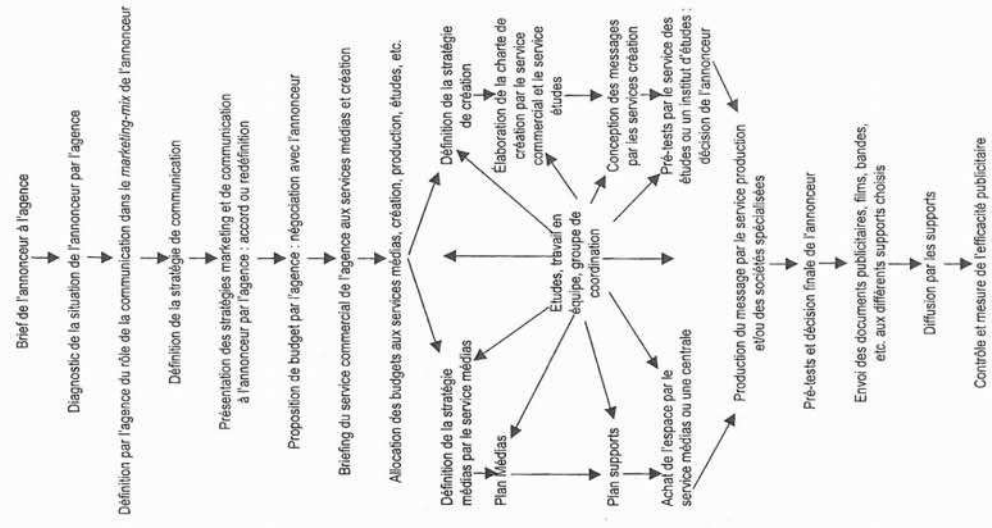 Brief de l'annonceur à l'agence
Diagnostic de la situation de l'annonceur par l'agence
Définition par l'agence du rôle de la communication dans le marketing-mix de l'annonceur
Définition de la stratégie de communication
Présentation des stratégies marketing et de communication
à l'annonceur par l'agence : accord ou redéfinition
Proposition de budget par l'agence : négociation avec l'annonceur
Briefing du service commercial de l'agence aux services médias et création
Allocation des budgets aux services médias, création, production, études, etc.
Définition de la stratégie
médias par le service médias
Plan Médias
Plan supports
Achat de l'espace par le
service médias ou une centrale
Etudes, travail en
équipe, groupe de
coordination
Définition de la stratégie
de création
Élaboration de la charte de
création par le service
commercial et le service
études
Conception des messages
par les services création
Pré-tests par le service des
études ou un institut d'études :
décision de l'annonceur
Production du message par le service production
et/ou des sociétés spécialisées
Pré-tests et décision finale de l'annonceur
Envoi des documents publicitaires, films, bandes,
etc. aux différents supports choisis
Diffusion par les supports
Contrôle et mesure de l'efficacité publicitaire